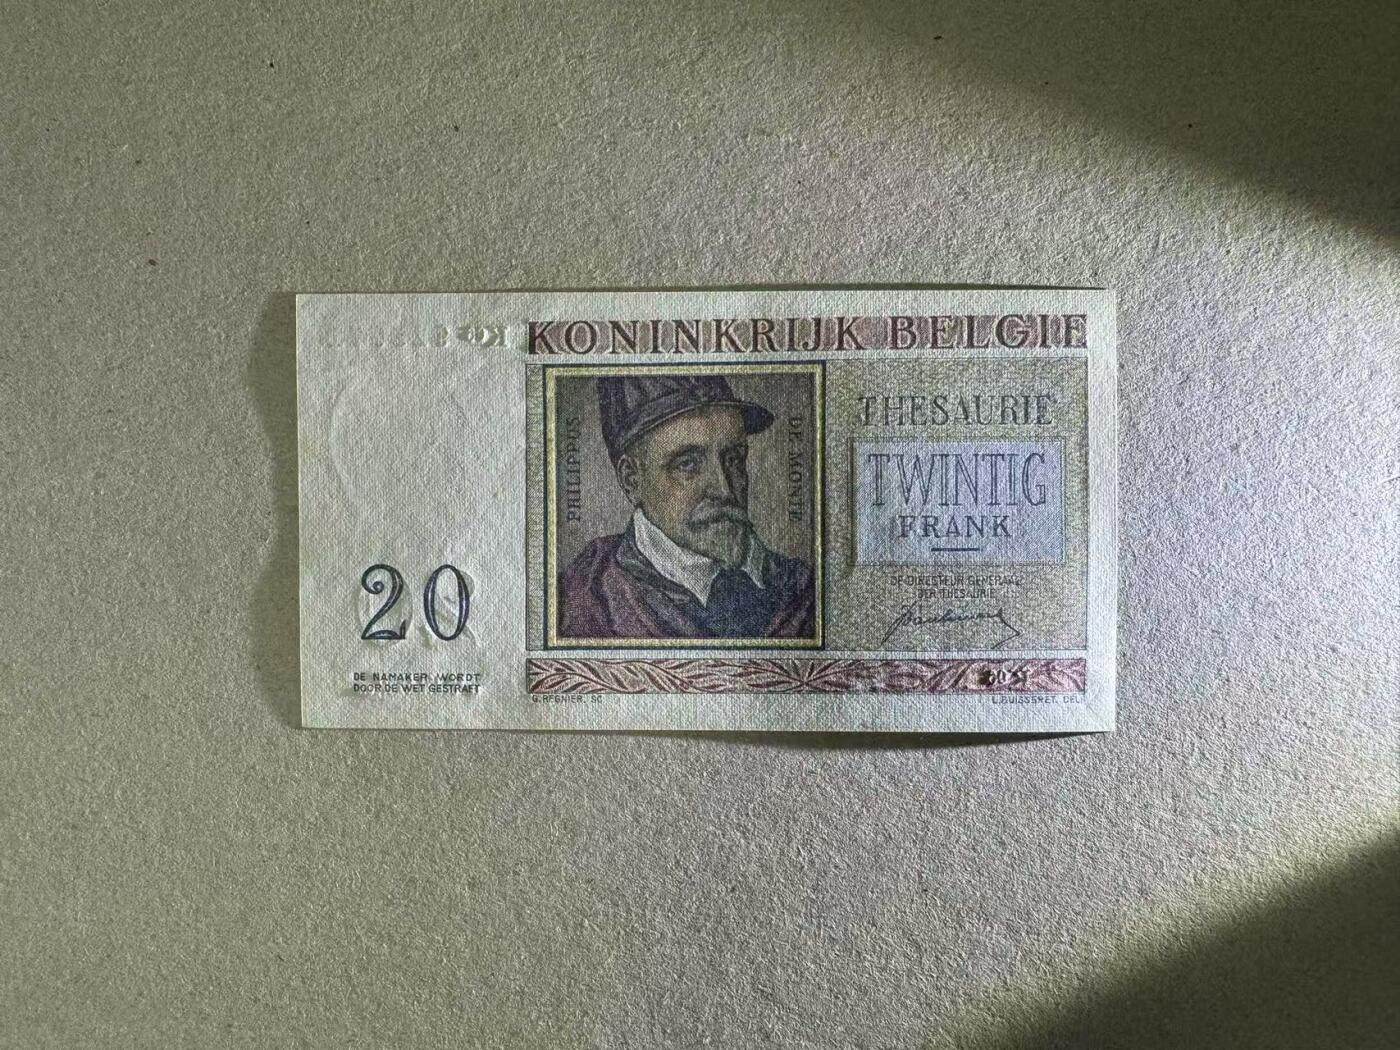 KONINKRIJK BELGIE
PHILIPPUS
DE MONTE
THESAURIE
TWINTIG
FRANK
DE DIRECTEUR GENERAAL
DER THESAURIE
20
DE NAMAKER WORDT
DOOR DE WET GESTRAFT
G. REGNIER. SC
L. BUISSERET. DEL